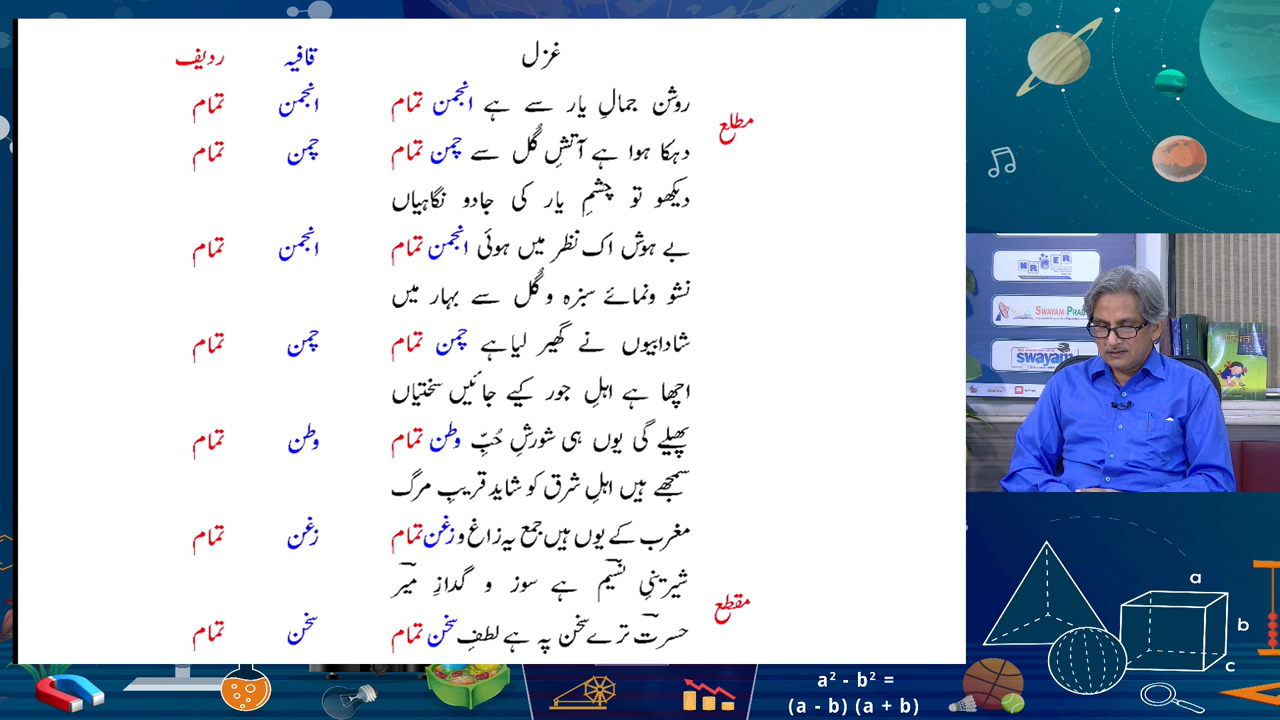 غزل قافیہ ردیف
مطلع
روشن جمالِ یار سے ہے انجمن تمام انجمن تمام
دہکا ہوا ہے آتشِ گُل سے چمن تمام چمن تمام
دیکھو تو چشمِ یار کی جادو نگاہیاں
بے ہوش اک نظر میں ہوئی انجمن تمام انجمن تمام
نشو ونمائے سبزہ و گُل سے بہار میں
شادابیوں نے گھیر لیاہے چمن تمام چمن تمام
اچھا ہے اہلِ جور کیے جائیں سختیاں
پھیلے گی یوں ہی شورشِ حُبِّ وطن تمام وطن تمام
سمجھے ہیں اہلِ شرق کو شاید قریبِ مرگ
مغرب کے یوں ہیں جمع یہ زاغ و زغن تمام زغن تمام
مقطع
شیرینیِ نسیم ہے سوز و گدازِ میر
حسرت ترے سخن پہ ہے لطفِ سخن تمام سخن تمام
SWAYAM PRAB
swayam
a
b
c
a² - b² =
(a - b) (a + b)